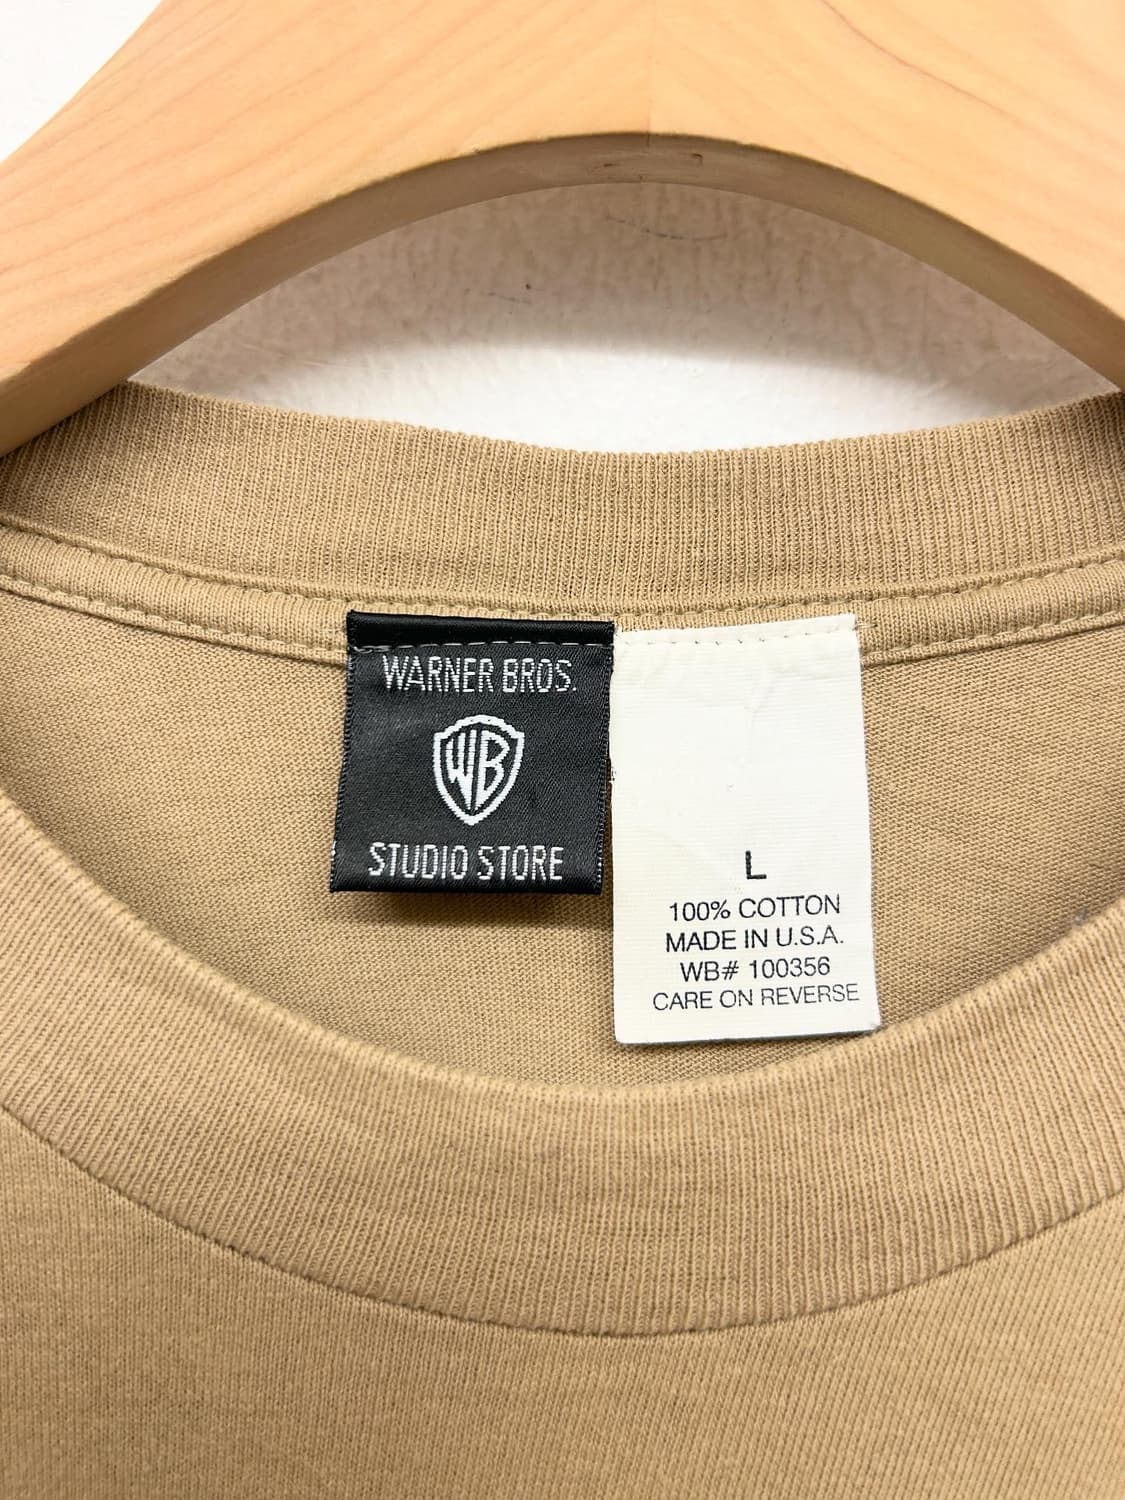 WARNER BROS.
WB
STUDIO STORE
L
100% COTTON
MADE IN U.S.A.
WB# 100356
CARE ON REVERSE